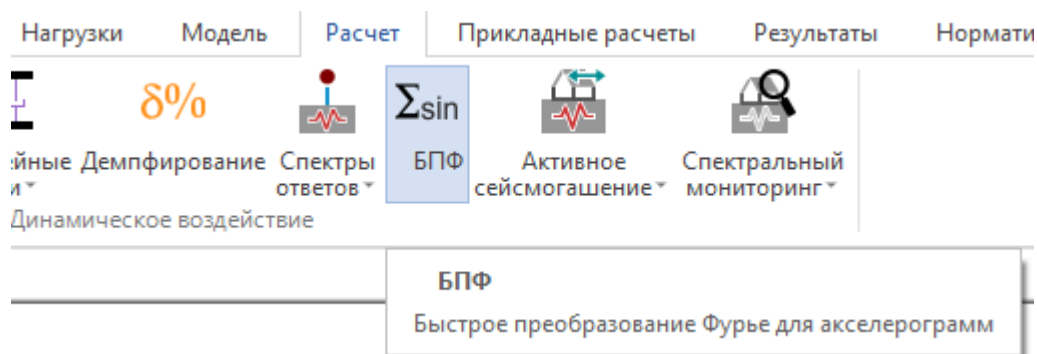 Нагрузки Модель Расчет Прикладные расчеты Результаты
δ% Σsin
Демпфирование Спектры БПФ Активное Спектральный
ответов сейсмогашение мониторинг
Динамическое воздействие
БПФ
Быстрое преобразование Фурье для акселерограмм